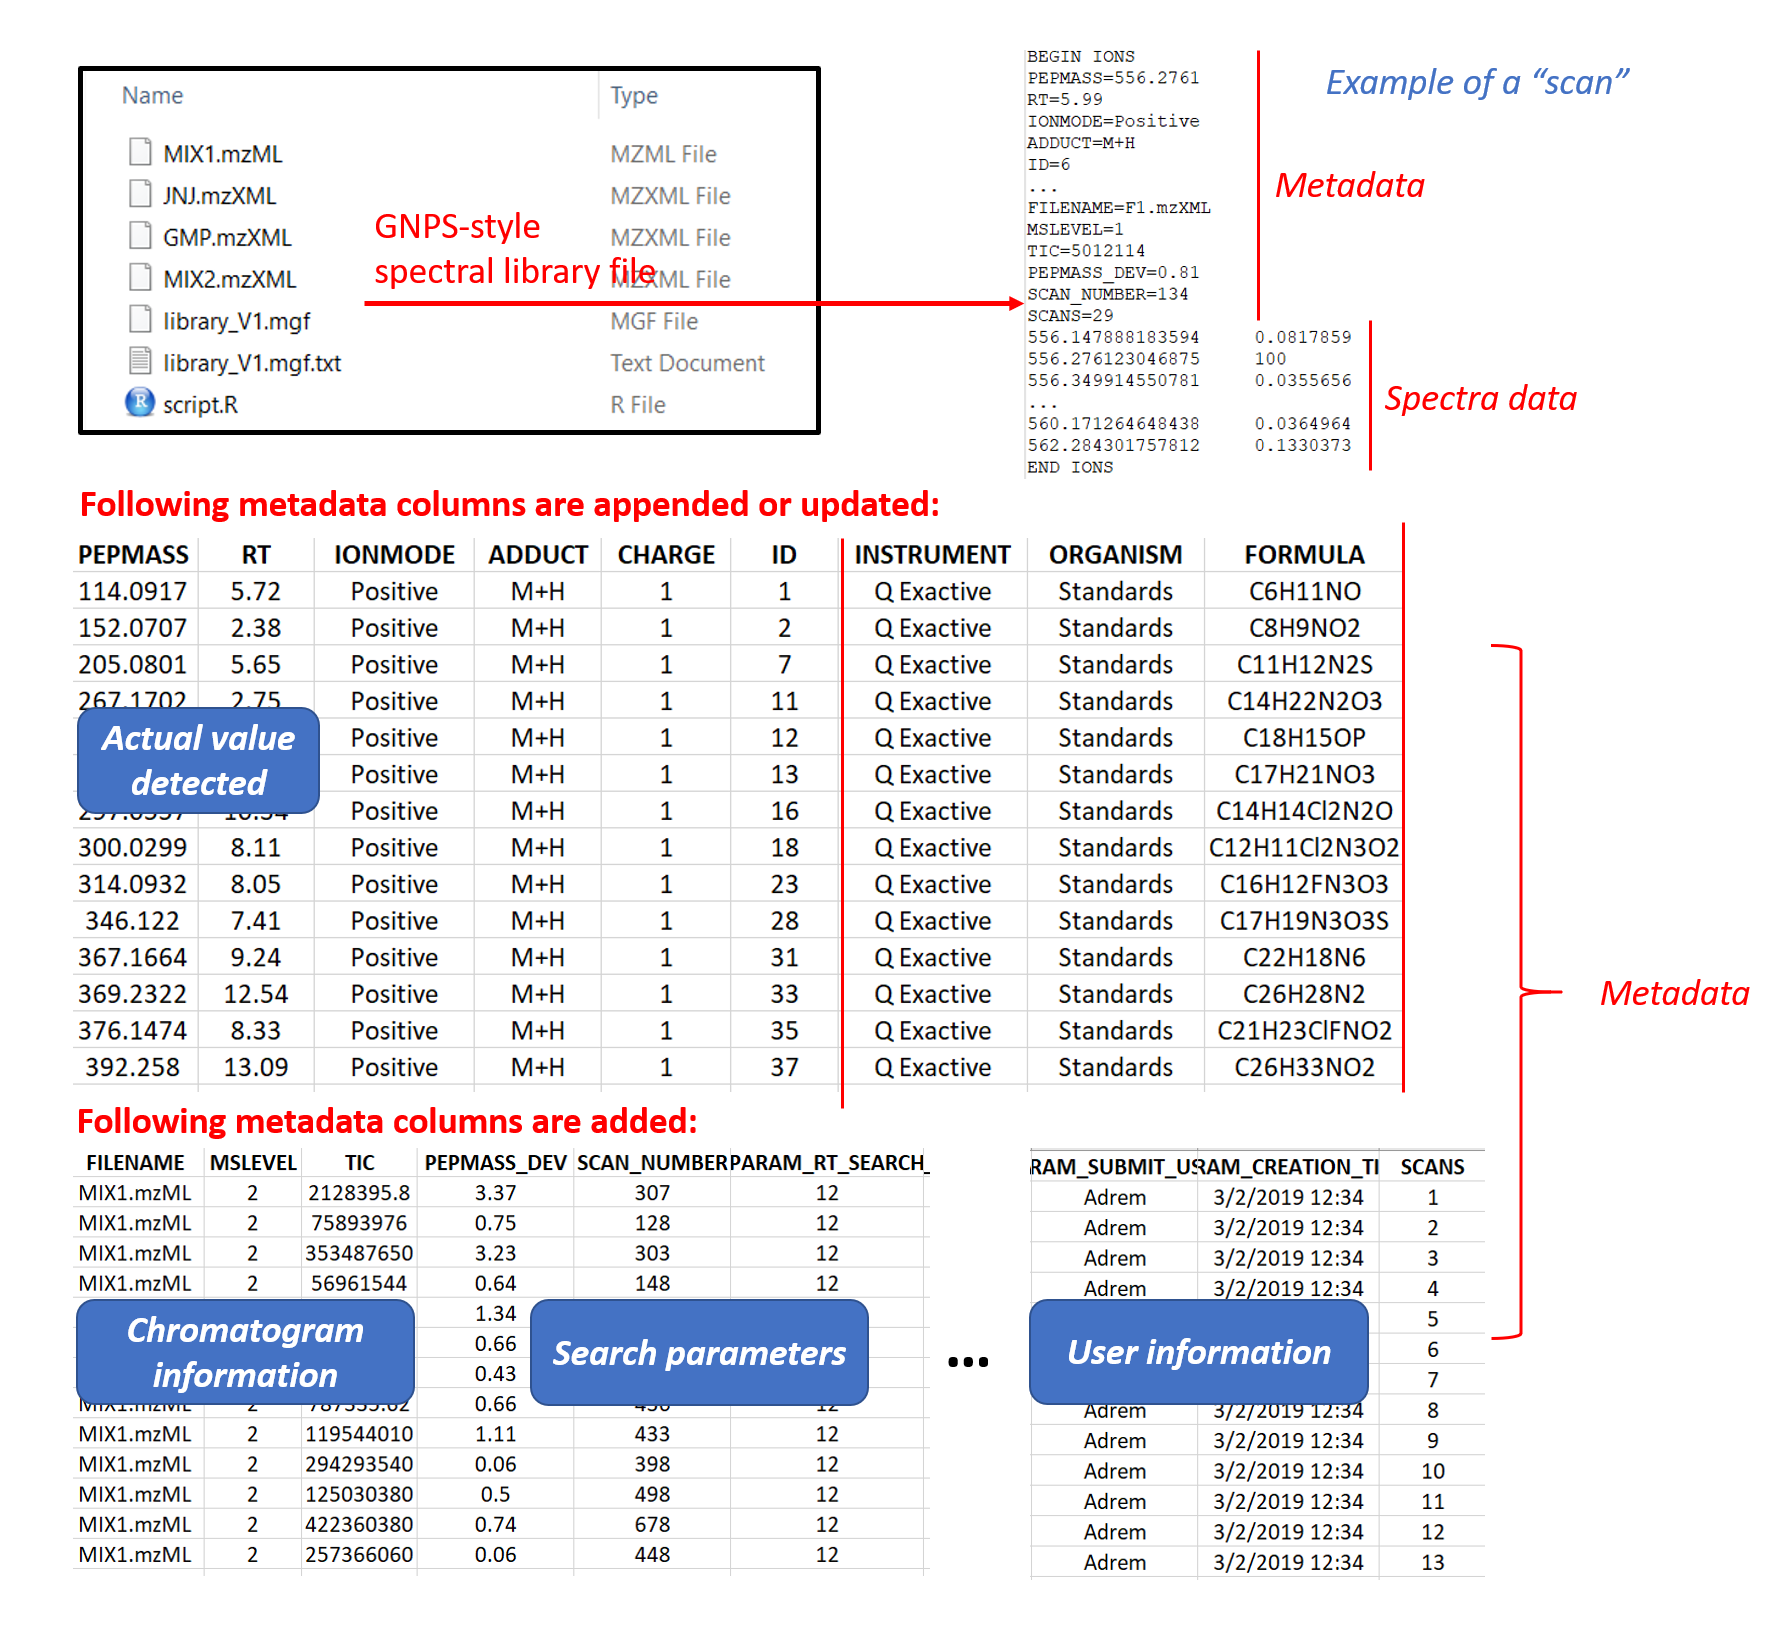 Name Type
MIX1.mzML MZML File
JNJ.mzXML MZXML File
GMP.mzXML MZXML File
MIX2.mzXML MZXML File
library_V1.mgf MGF File
library_V1.mgf.txt Text Document
script.R R File
GNPS-style
spectral library file
BEGIN IONS
PEPMASS=556.2761
RT=5.99
IONMODE=Positive
ADDUCT=M+H
ID=6
...
FILENAME=F1.mzXML
MSLEVEL=1
TIC=5012114
PEPMASS_DEV=0.81
SCAN_NUMBER=134
SCANS=29
556.147888183594 0.0817859
556.276123046875 100
556.349914550781 0.0355656
...
560.171264648438 0.0364964
562.284301757812 0.1330373
END IONS
Example of a “scan”
Metadata
Spectra data
Following metadata columns are appended or updated:
PEPMASS RT IONMODE ADDUCT CHARGE ID INSTRUMENT ORGANISM FORMULA
114.0917 5.72 Positive M+H 1 1 Q Exactive Standards C6H11NO
152.0707 2.38 Positive M+H 1 2 Q Exactive Standards C8H9NO2
205.0801 5.65 Positive M+H 1 7 Q Exactive Standards C11H12N2S
267.1702 2.75 Positive M+H 1 11 Q Exactive Standards C14H22N2O3
Positive M+H 1 12 Q Exactive Standards C18H15OP
Positive M+H 1 13 Q Exactive Standards C17H21NO3
Positive M+H 1 16 Q Exactive Standards C14H14Cl2N2O
300.0299 8.11 Positive M+H 1 18 Q Exactive Standards C12H11Cl2N3O2
314.0932 8.05 Positive M+H 1 23 Q Exactive Standards C16H12FN3O3
346.122 7.41 Positive M+H 1 28 Q Exactive Standards C17H19N3O3S
367.1664 9.24 Positive M+H 1 31 Q Exactive Standards C22H18N6
369.2322 12.54 Positive M+H 1 33 Q Exactive Standards C26H28N2
376.1474 8.33 Positive M+H 1 35 Q Exactive Standards C21H23ClFNO2
392.258 13.09 Positive M+H 1 37 Q Exactive Standards C26H33NO2
Actual value
detected
Metadata
Following metadata columns are added:
FILENAME MSLEVEL TIC PEPMASS_DEV SCAN_NUMBER PARAM_RT_SEARCH_
MIX1.mzML 2 2128395.8 3.37 307 12
MIX1.mzML 2 75893976 0.75 128 12
MIX1.mzML 2 353487650 3.23 303 12
MIX1.mzML 2 56961544 0.64 148 12
1.34
0.66
0.43
MIX1.mzML 2 0.66 12
MIX1.mzML 2 119544010 1.11 433 12
MIX1.mzML 2 294293540 0.06 398 12
MIX1.mzML 2 125030380 0.5 498 12
MIX1.mzML 2 422360380 0.74 678 12
MIX1.mzML 2 257366060 0.06 448 12
Chromatogram
information
Search parameters
...
RAM_SUBMIT_US RAM_CREATION_TI SCANS
Adrem 3/2/2019 12:34 1
Adrem 3/2/2019 12:34 2
Adrem 3/2/2019 12:34 3
Adrem 3/2/2019 12:34 4
5
6
7
Adrem 3/2/2019 12:34 8
Adrem 3/2/2019 12:34 9
Adrem 3/2/2019 12:34 10
Adrem 3/2/2019 12:34 11
Adrem 3/2/2019 12:34 12
Adrem 3/2/2019 12:34 13
User information